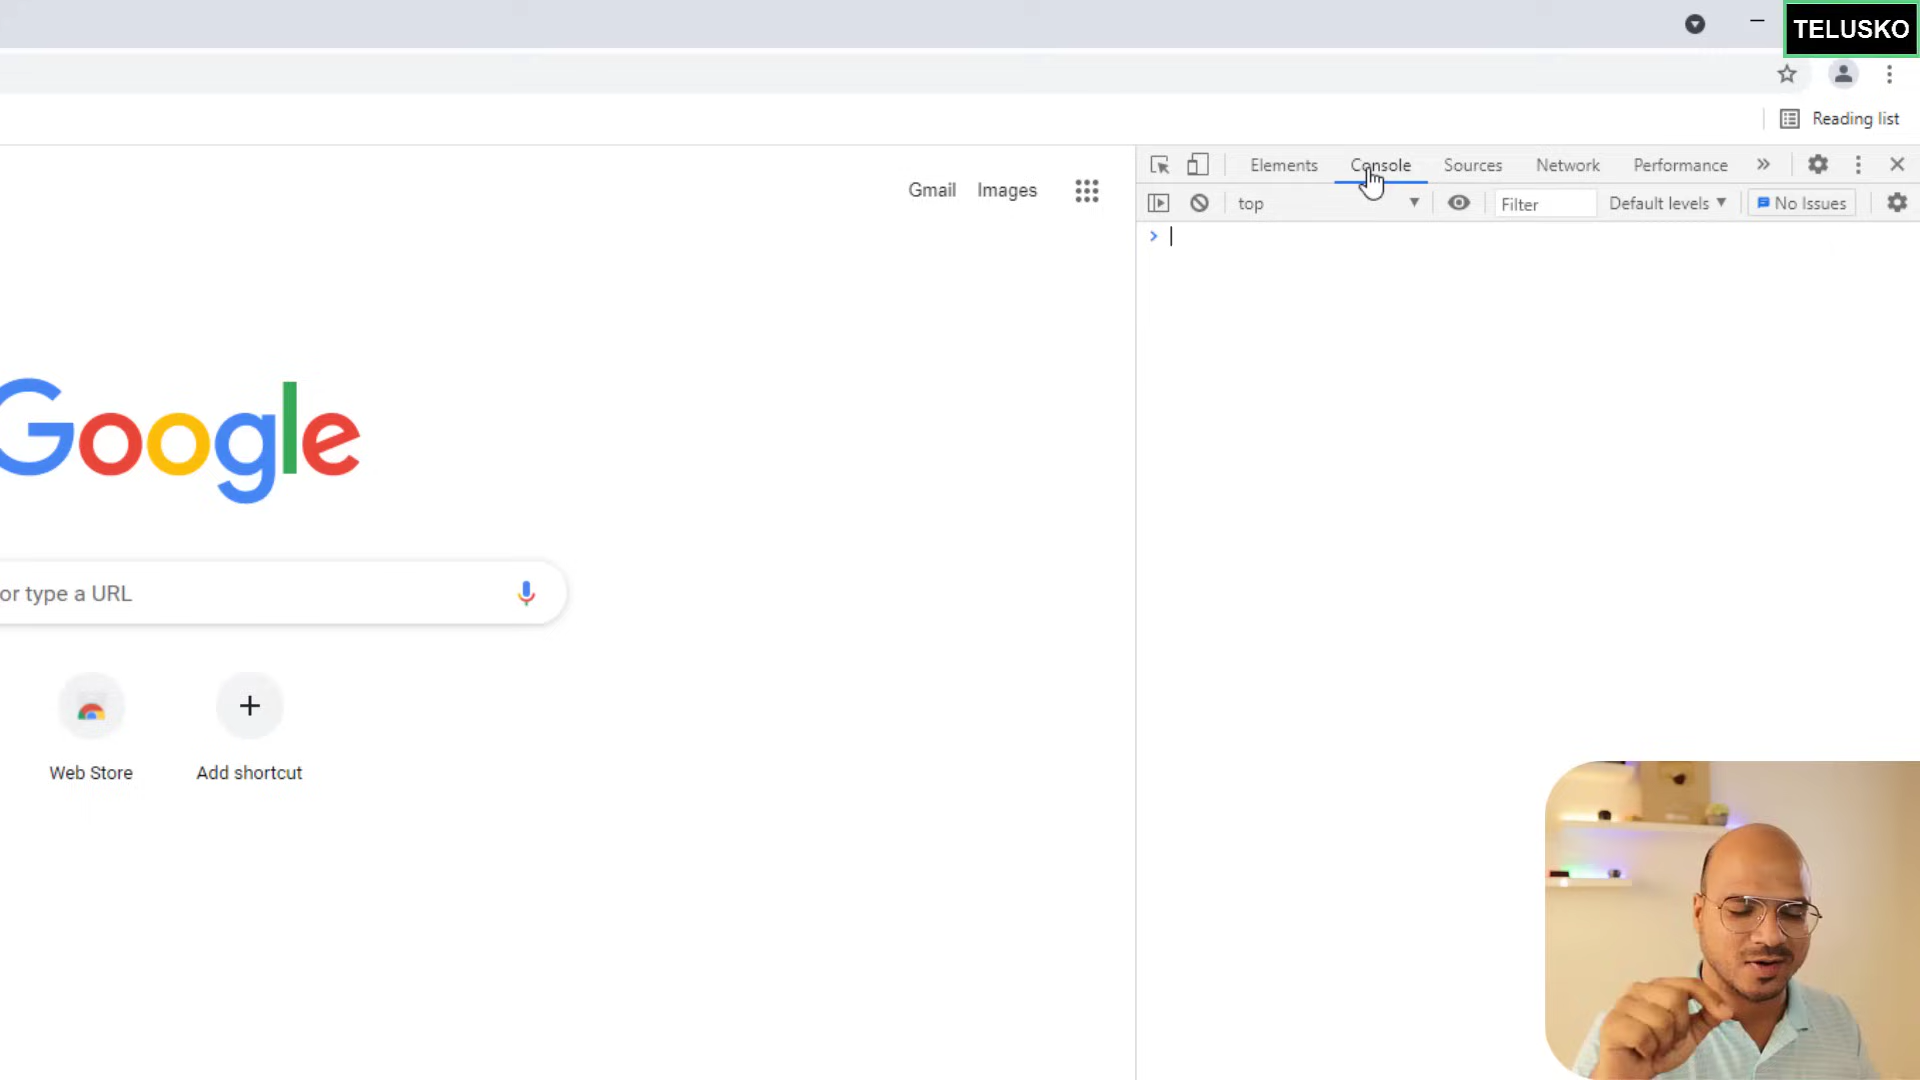 TELUSKO
Reading list
Elements Console Sources Network Performance »
Gmail Images
top Filter Default levels No Issues
>
Google
or type a URL
Web Store Add shortcut